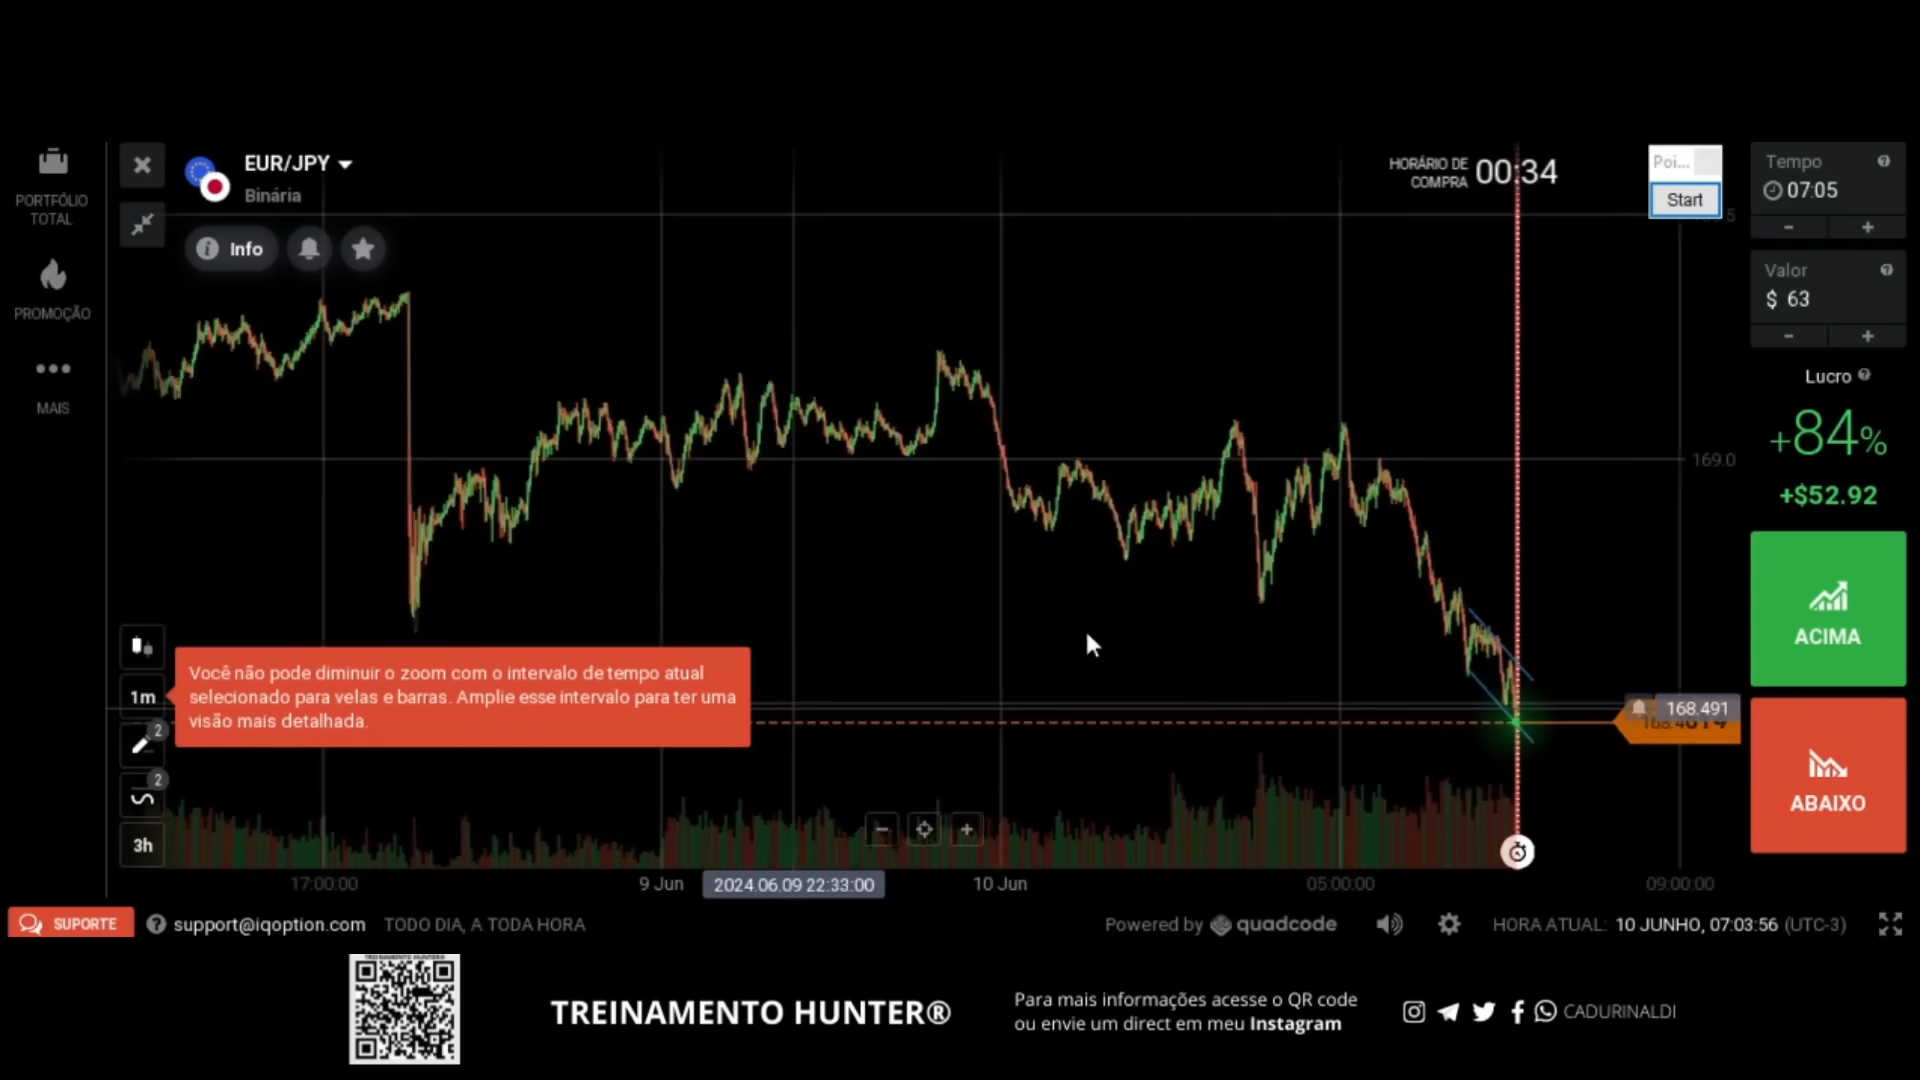 PORTFÓLIO
TOTAL
PROMOÇÃO
MAIS
EUR/JPY
Binária
Info
HORÁRIO DE
COMPRA
00:34
Poi...
Start
Tempo
07:05
- +
Valor
$ 63
- +
Lucro
+84%
+$52.92
ACIMA
ABAIXO
169.0
168.491
1m
Você não pode diminuir o zoom com o intervalo de tempo atual
selecionado para velas e barras. Amplie esse intervalo para ter uma
visão mais detalhada.
2
2
3h
17:00:00
9 Jun
2024.06.09 22:33:00
10 Jun
05:00:00
09:00:00
SUPORTE
support@iqoption.com
TODO DIA, A TODA HORA
Powered by quadcode
HORA ATUAL: 10 JUNHO, 07:03:56 (UTC-3)
TREINAMENTO HUNTER®
TREINAMENTO HUNTER®
Para mais informações acesse o QR code
ou envie um direct em meu Instagram
CADURINALDI